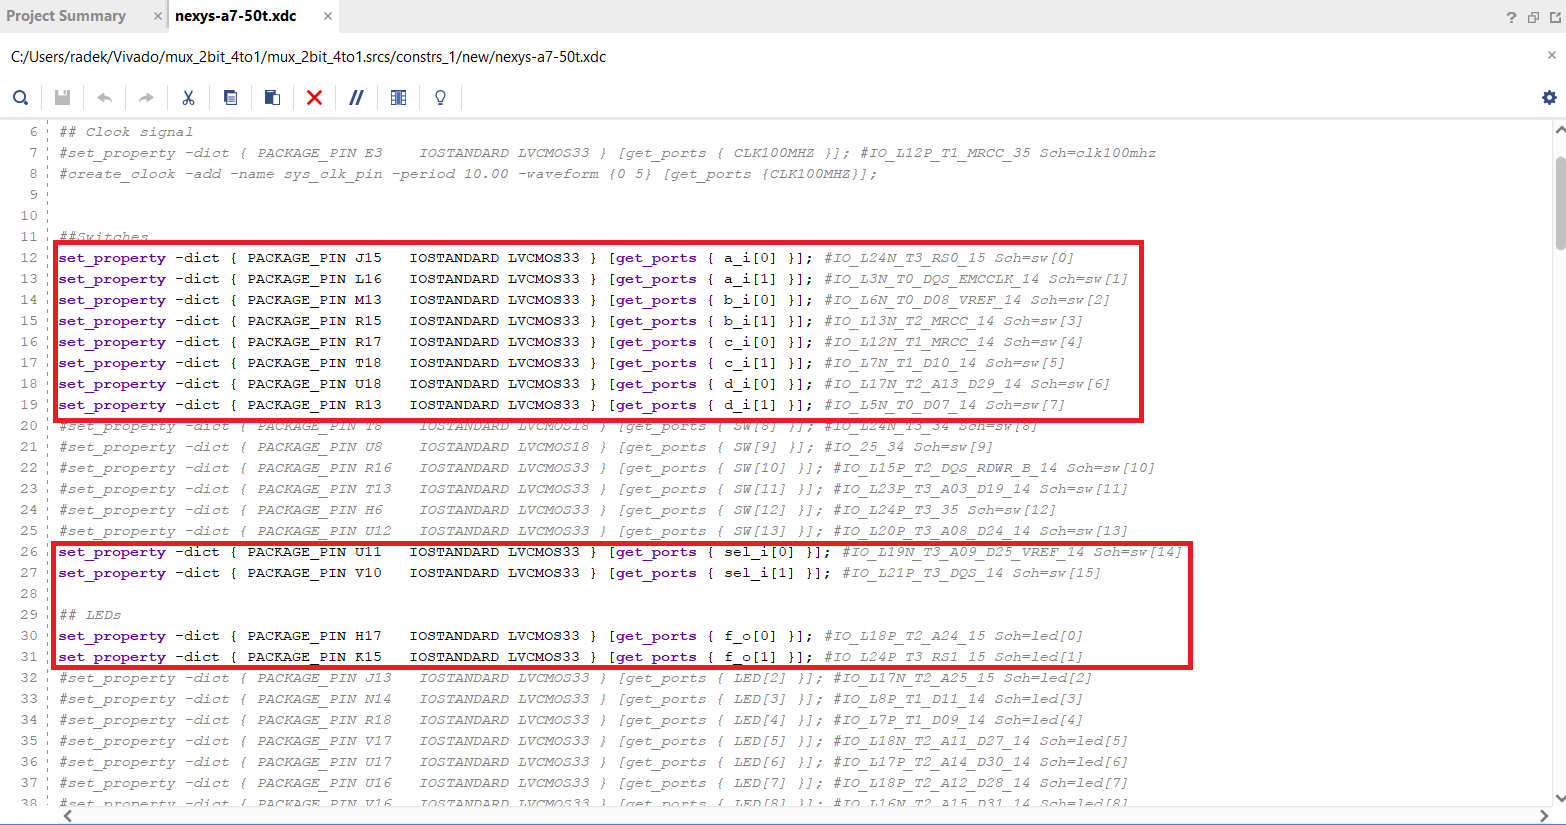 Project Summary × nexys-a7-50t.xdc ×
C:/Users/radek/Vivado/mux_2bit_4to1/mux_2bit_4to1.srcs/constrs_1/new/nexys-a7-50t.xdc
6 ## Clock signal
7 #set_property -dict { PACKAGE_PIN E3 IOSTANDARD LVCMOS33 } [get_ports { CLK100MHZ }]; #IO_L12P_T1_MRCC_35 Sch=clk100mhz
8 #create_clock -add -name sys_clk_pin -period 10.00 -waveform {0 5} [get_ports {CLK100MHZ}];
9
10
11 ##Switches
12 set_property -dict { PACKAGE_PIN J15 IOSTANDARD LVCMOS33 } [get_ports { a_i[0] }]; #IO_L24N_T3_RS0_15 Sch=sw[0]
13 set_property -dict { PACKAGE_PIN L16 IOSTANDARD LVCMOS33 } [get_ports { a_i[1] }]; #IO_L3N_T0_DQS_EMCCLK_14 Sch=sw[1]
14 set_property -dict { PACKAGE_PIN M13 IOSTANDARD LVCMOS33 } [get_ports { b_i[0] }]; #IO_L6N_T0_D08_VREF_14 Sch=sw[2]
15 set_property -dict { PACKAGE_PIN R15 IOSTANDARD LVCMOS33 } [get_ports { b_i[1] }]; #IO_L13N_T2_MRCC_14 Sch=sw[3]
16 set_property -dict { PACKAGE_PIN R17 IOSTANDARD LVCMOS33 } [get_ports { c_i[0] }]; #IO_L12N_T1_MRCC_14 Sch=sw[4]
17 set_property -dict { PACKAGE_PIN T18 IOSTANDARD LVCMOS33 } [get_ports { c_i[1] }]; #IO_L7N_T1_D10_14 Sch=sw[5]
18 set_property -dict { PACKAGE_PIN U18 IOSTANDARD LVCMOS33 } [get_ports { d_i[0] }]; #IO_L17N_T2_A13_D29_14 Sch=sw[6]
19 set_property -dict { PACKAGE_PIN R13 IOSTANDARD LVCMOS33 } [get_ports { d_i[1] }]; #IO_L5N_T0_D07_14 Sch=sw[7]
20 #set_property -dict { PACKAGE_PIN T8 IOSTANDARD LVCMOS18 } [get_ports { SW[8] }]; #IO_L24N_T3_34 Sch=sw[8]
21 #set_property -dict { PACKAGE_PIN U8 IOSTANDARD LVCMOS18 } [get_ports { SW[9] }]; #IO_25_34 Sch=sw[9]
22 #set_property -dict { PACKAGE_PIN R16 IOSTANDARD LVCMOS33 } [get_ports { SW[10] }]; #IO_L15P_T2_DQS_RDWR_B_14 Sch=sw[10]
23 #set_property -dict { PACKAGE_PIN T13 IOSTANDARD LVCMOS33 } [get_ports { SW[11] }]; #IO_L23P_T3_A03_D19_14 Sch=sw[11]
24 #set_property -dict { PACKAGE_PIN H6 IOSTANDARD LVCMOS33 } [get_ports { SW[12] }]; #IO_L24P_T3_35 Sch=sw[12]
25 #set_property -dict { PACKAGE_PIN U12 IOSTANDARD LVCMOS33 } [get_ports { SW[13] }]; #IO_L20P_T3_A08_D24_14 Sch=sw[13]
26 set_property -dict { PACKAGE_PIN U11 IOSTANDARD LVCMOS33 } [get_ports { sel_i[0] }]; #IO_L19N_T3_A09_D25_VREF_14 Sch=sw[14]
27 set_property -dict { PACKAGE_PIN V10 IOSTANDARD LVCMOS33 } [get_ports { sel_i[1] }]; #IO_L21P_T3_DQS_14 Sch=sw[15]
28
29 ## LEDs
30 set_property -dict { PACKAGE_PIN H17 IOSTANDARD LVCMOS33 } [get_ports { f_o[0] }]; #IO_L18P_T2_A24_15 Sch=led[0]
31 set_property -dict { PACKAGE_PIN K15 IOSTANDARD LVCMOS33 } [get_ports { f_o[1] }]; #IO_L24P_T3_RS1_15 Sch=led[1]
32 #set_property -dict { PACKAGE_PIN J13 IOSTANDARD LVCMOS33 } [get_ports { LED[2] }]; #IO_L17N_T2_A25_15 Sch=led[2]
33 #set_property -dict { PACKAGE_PIN N14 IOSTANDARD LVCMOS33 } [get_ports { LED[3] }]; #IO_L8P_T1_D11_14 Sch=led[3]
34 #set_property -dict { PACKAGE_PIN R18 IOSTANDARD LVCMOS33 } [get_ports { LED[4] }]; #IO_L7P_T1_D09_14 Sch=led[4]
35 #set_property -dict { PACKAGE_PIN V17 IOSTANDARD LVCMOS33 } [get_ports { LED[5] }]; #IO_L18N_T2_A11_D27_14 Sch=led[5]
36 #set_property -dict { PACKAGE_PIN U17 IOSTANDARD LVCMOS33 } [get_ports { LED[6] }]; #IO_L17P_T2_A14_D30_14 Sch=led[6]
37 #set_property -dict { PACKAGE_PIN U16 IOSTANDARD LVCMOS33 } [get_ports { LED[7] }]; #IO_L18P_T2_A12_D28_14 Sch=led[7]
38 #set_property -dict { PACKAGE_PIN V16 IOSTANDARD LVCMOS33 } [get_ports { LED[8] }]; #IO_L16N_T2_A15_D31_14 Sch=led[8]